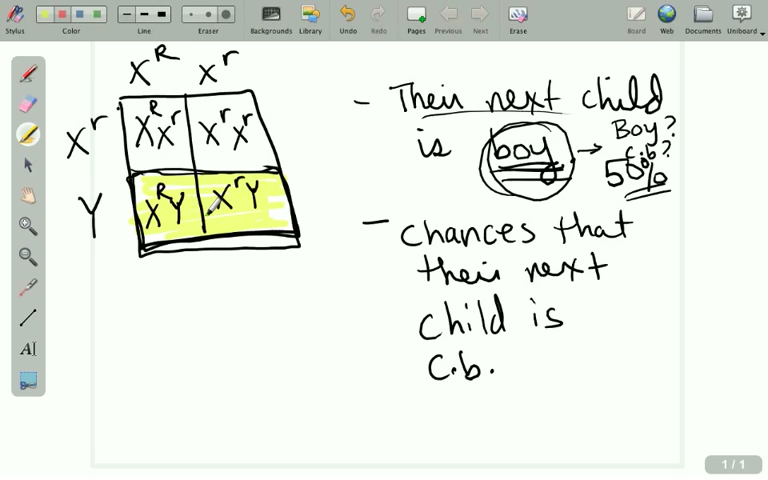 Stylus
Color
Line
Eraser
Backgrounds
Library
Undo
Redo
Pages
Previous
Next
Erase
Board
Web
Documents
Uniboard
X^R X^r
X^r X^R X^r X^r X^r
Y X^R Y X^r Y
- Their next child
is boy → Boy?
c.b?
50%
- chances that
their next
child is
c.b.
AI
1 / 1